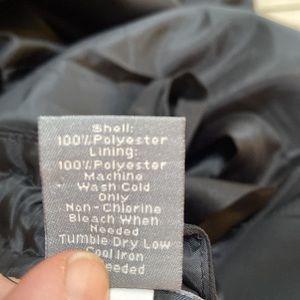 Shell:
100% Polyester
Lining:
100% Polyester
Machine
Wash Cold
Only
Non-Chlorine
Bleach When
Needed
Tumble Dry Low
Cool Iron
eeded